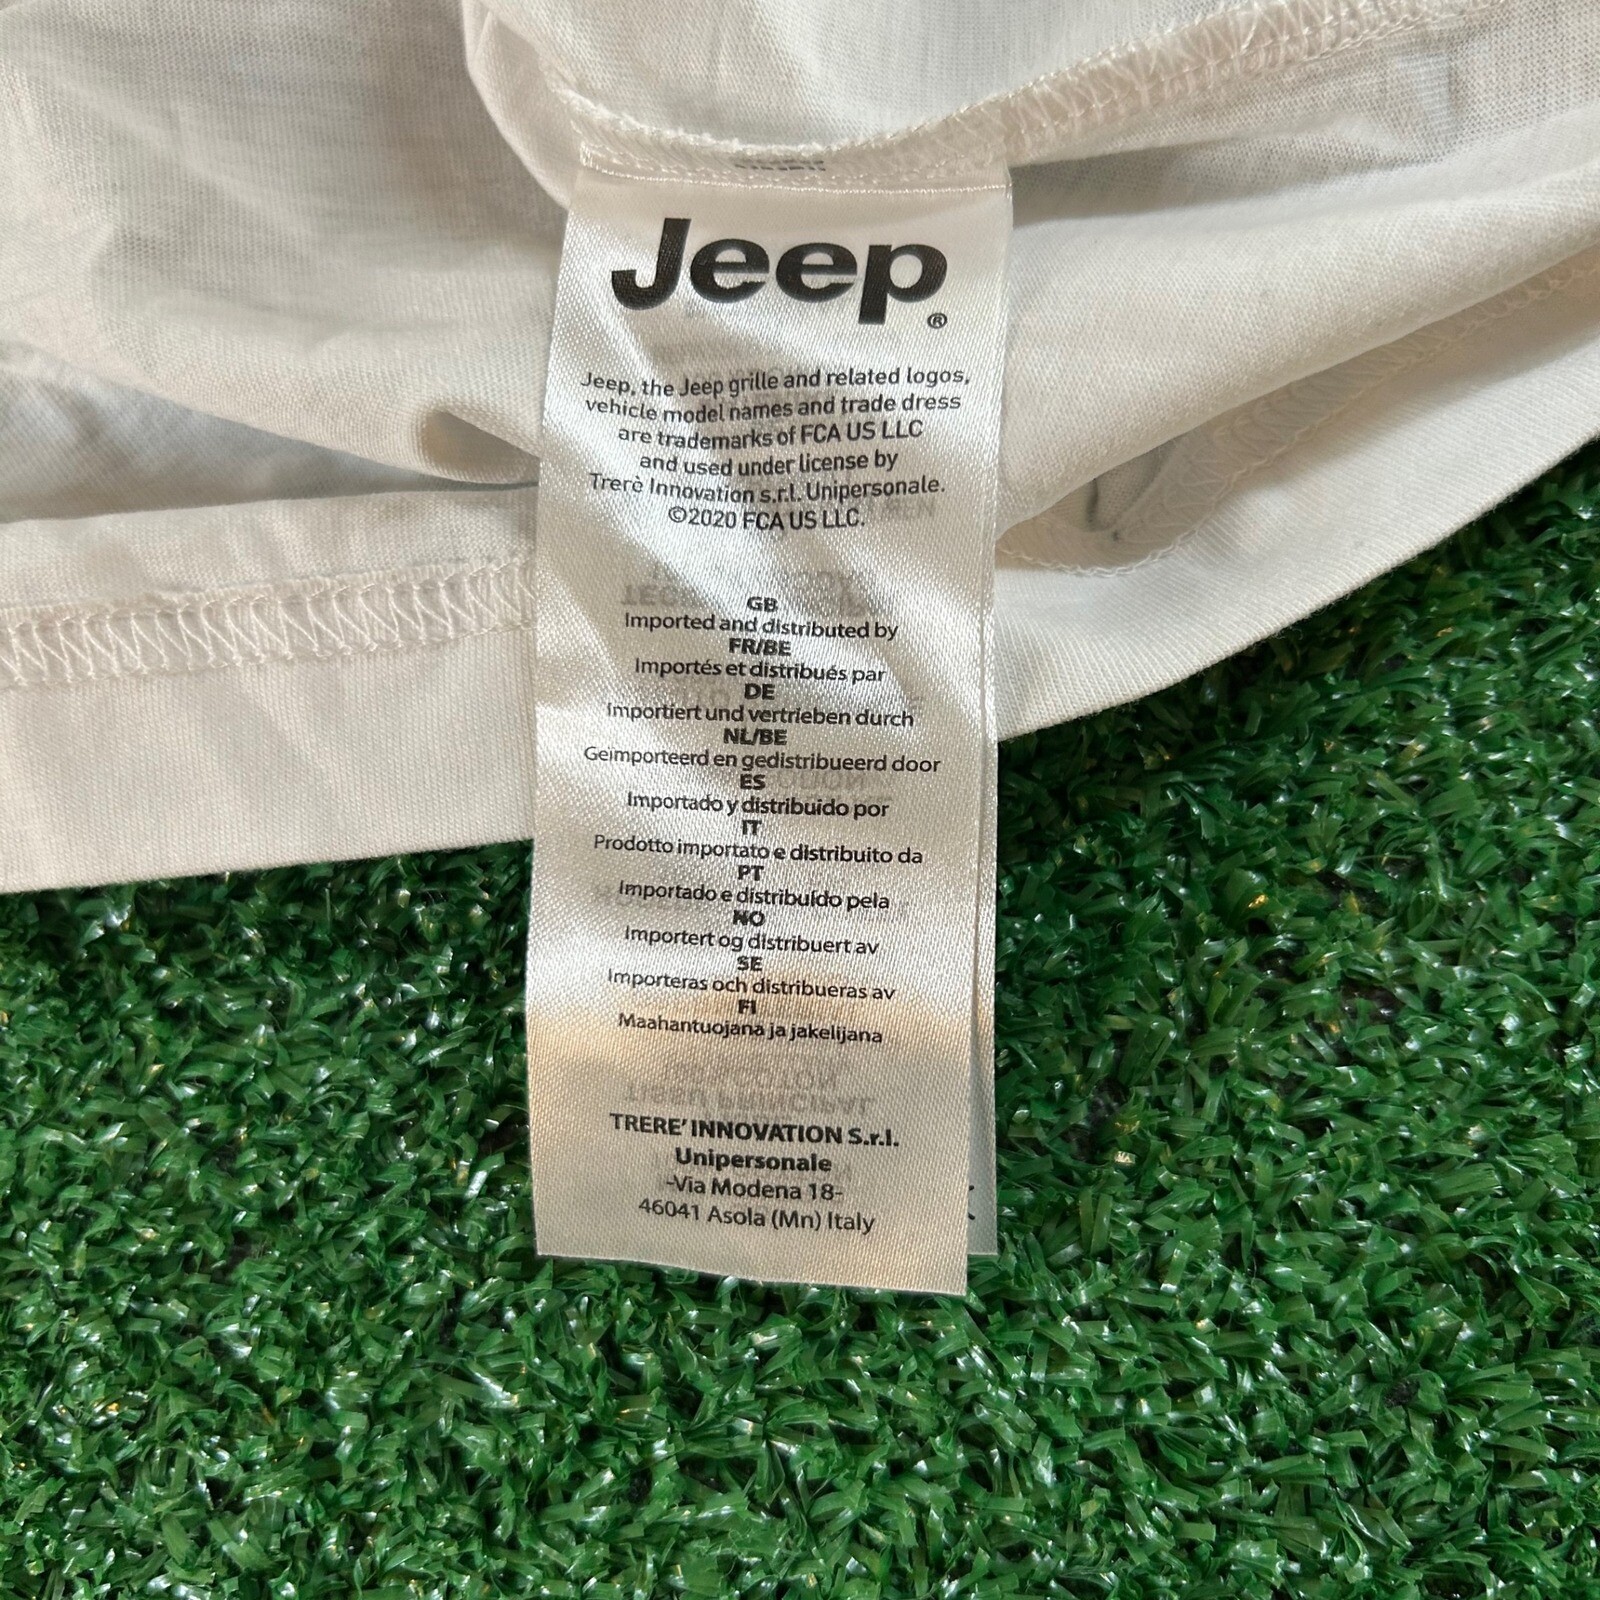 Jeep®
Jeep, the Jeep grille and related logos,
vehicle model names and trade dress
are trademarks of FCA US LLC
and used under license by
Trerè Innovation s.r.l. Unipersonale.
©2020 FCA US LLC.
GB
Imported and distributed by
FR/BE
Importés et distribués par
DE
Importiert und vertrieben durch
NL/BE
Geïmporteerd en gedistribueerd door
ES
Importado y distribuido por
IT
Prodotto importato e distribuito da
PT
Importado e distribuído pela
NO
Importert og distribuert av
SE
Importeras och distribueras av
FI
Maahantuojana ja jakelijana
TRERE' INNOVATION S.r.l.
Unipersonale
-Via Modena 18-
46041 Asola (Mn) Italy